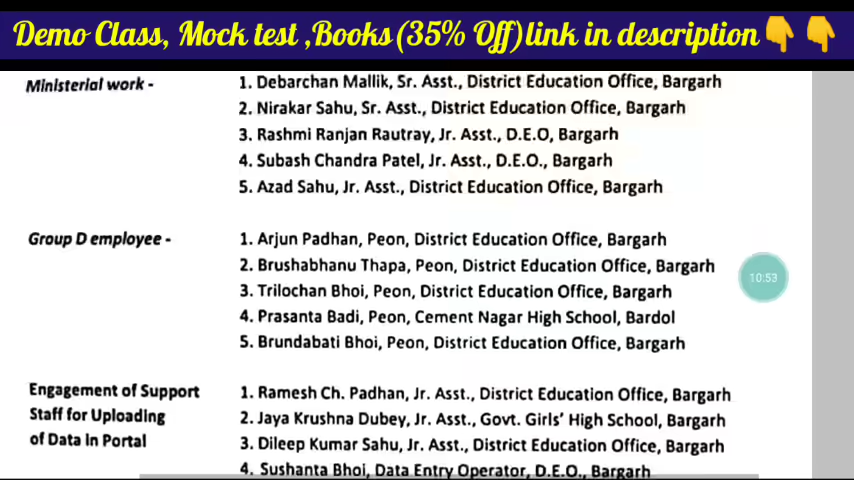 Demo Class, Mock test ,Books(35% Off)link in description👇👇
Ministerial work -
1. Debarchan Mallik, Sr. Asst., District Education Office, Bargarh
2. Nirakar Sahu, Sr. Asst., District Education Office, Bargarh
3. Rashmi Ranjan Rautray, Jr. Asst., D.E.O, Bargarh
4. Subash Chandra Patel, Jr. Asst., D.E.O., Bargarh
5. Azad Sahu, Jr. Asst., District Education Office, Bargarh
Group D employee -
1. Arjun Padhan, Peon, District Education Office, Bargarh
2. Brushabhanu Thapa, Peon, District Education Office, Bargarh
3. Trilochan Bhoi, Peon, District Education Office, Bargarh
4. Prasanta Badi, Peon, Cement Nagar High School, Bardol
5. Brundabati Bhoi, Peon, District Education Office, Bargarh
10:53
Engagement of Support
Staff for Uploading
of Data in Portal
1. Ramesh Ch. Padhan, Jr. Asst., District Education Office, Bargarh
2. Jaya Krushna Dubey, Jr. Asst., Govt. Girls' High School, Bargarh
3. Dileep Kumar Sahu, Jr. Asst., District Education Office, Bargarh
4. Sushanta Bhoi, Data Entry Operator, D.E.O., Bargarh